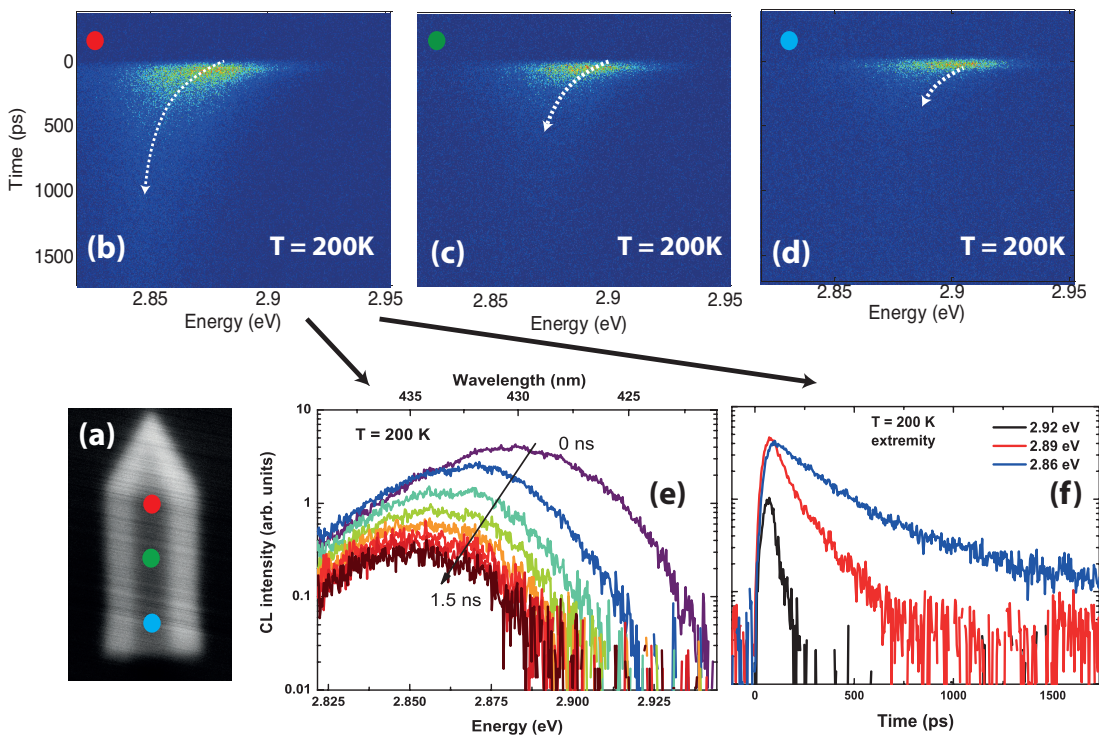 0
500
1000
1500
Time (ps)
(b)
T = 200K
2.85
2.9
2.95
Energy (eV)
(c)
T = 200K
2.85
2.9
2.95
Energy (eV)
(d)
T = 200K
2.85
2.9
2.95
Energy (eV)
(a)
Wavelength (nm)
435
430
425
10
1
0.1
0.01
CL intensity (arb. units)
T = 200 K
0 ns
(e)
1.5 ns
2.825
2.850
2.875
2.900
2.925
Energy (eV)
T = 200 K
extremity
2.92 eV
2.89 eV
2.86 eV
(f)
0
500
1000
1500
Time (ps)